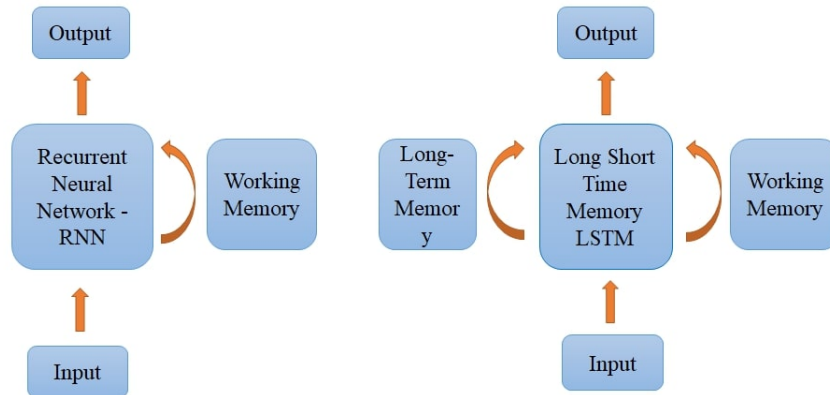 Output
Recurrent
Neural
Network -
RNN
Working
Memory
Input
Output
Long-
Term
Memor
y
Long Short
Time
Memory
LSTM
Working
Memory
Input